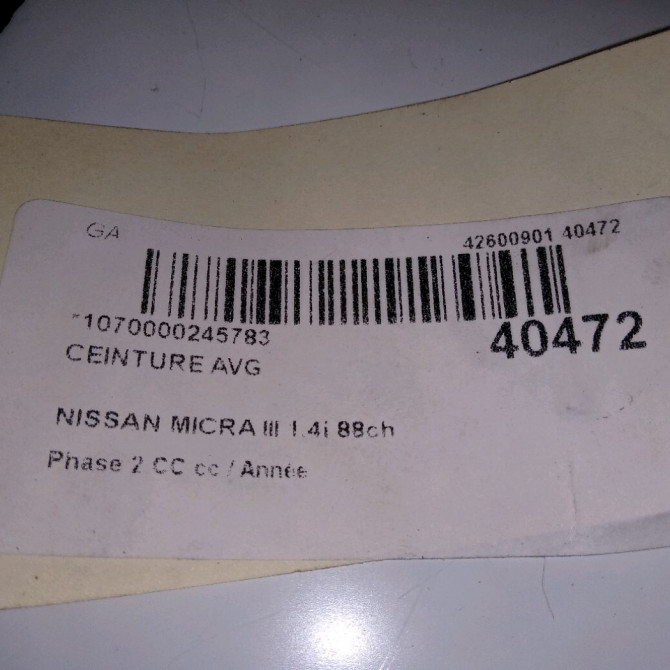 GA
42600901 40472
*1070000245783
40472
CEINTURE AVG
NISSAN MICRA III 1.4i 88ch
Phase 2 CC cc / Année